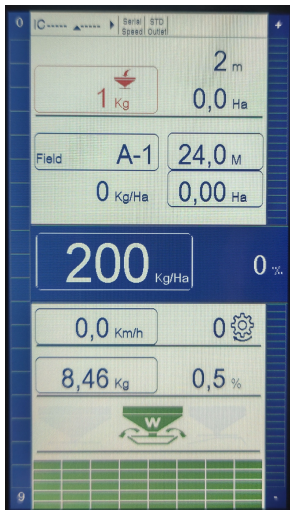 0 IC----- ----- Serial Speed STD Outlet +
2 m
1 Kg 0,0 Ha
Field A-1 24,0 M
0 Kg/Ha 0,00 Ha
200 Kg/Ha 0 %
0,0 Km/h 0
8,46 Kg 0,5 %
W
9 -